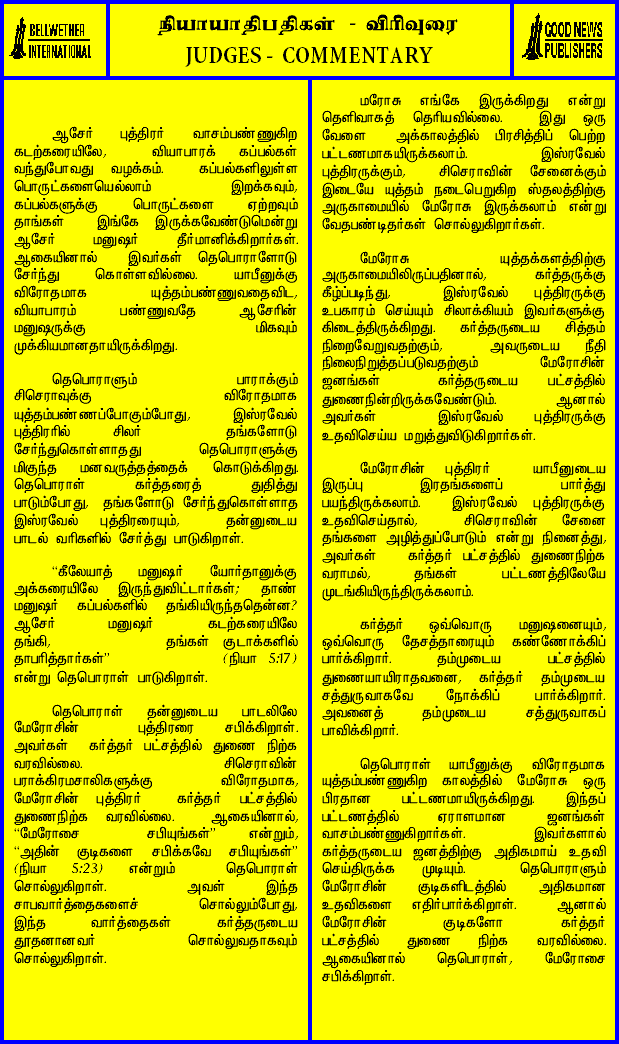 BELLWETHER
INTERNATIONAL
நியாயாதிபதிகள் - விரிவுரை
JUDGES - COMMENTARY
GOOD NEWS
PUBLISHERS
ஆசேர் புத்திரர் வாசம்பண்ணுகிற
கடற்கரையிலே, வியாபாரக் கப்பல்கள்
வந்துபோவது வழக்கம். கப்பல்களிலுள்ள
பொருட்களையெல்லாம் இறக்கவும்,
கப்பல்களுக்கு பொருட்களை ஏற்றவும்
தாங்கள் இங்கே இருக்கவேண்டுமென்று
ஆசேர் மனுஷர் தீர்மானிக்கிறார்கள்.
ஆகையினால் இவர்கள் தெபொராளோடு
சேர்ந்து கொள்ளவில்லை. யாபீனுக்கு
விரோதமாக யுத்தம்பண்ணுவதைவிட,
வியாபாரம் பண்ணுவதே ஆசேரின்
மனுஷருக்கு மிகவும்
முக்கியமானதாயிருக்கிறது.
தெபொராளும் பாராக்கும்
சிசெராவுக்கு விரோதமாக
யுத்தம்பண்ணப்போகும்போது, இஸ்ரவேல்
புத்திரரில் சிலர் தங்களோடு
சேர்ந்துகொள்ளாதது தெபொராளுக்கு
மிகுந்த மனவருத்தத்தைக் கொடுக்கிறது.
தெபொராள் கர்த்தரைத் துதித்து
பாடும்போது, தங்களோடு சேர்ந்துகொள்ளாத
இஸ்ரவேல் புத்திரரையும், தன்னுடைய
பாடல் வரிகளில் சேர்த்து பாடுகிறாள்.
“கீலேயாத் மனுஷர் யோர்தானுக்கு
அக்கரையிலே இருந்துவிட்டார்கள்; தாண்
மனுஷர் கப்பல்களில் தங்கியிருந்ததென்ன?
ஆசேர் மனுஷர் கடற்கரையிலே
தங்கி, தங்கள் குடாக்களில்
தாபரித்தார்கள்” (நியா 5:17)
என்று தெபொராள் பாடுகிறாள்.
தெபொராள் தன்னுடைய பாடலிலே
மேரோசின் புத்திரரை சபிக்கிறாள்.
அவர்கள் கர்த்தர் பட்சத்தில் துணை நிற்க
வரவில்லை. சிசெராவின்
பராக்கிரமசாலிகளுக்கு விரோதமாக,
மேரோசின் புத்திரர் கர்த்தர் பட்சத்தில்
துணைநிற்க வரவில்லை. ஆகையினால்,
“மேரோசை சபியுங்கள்” என்றும்,
“அதின் குடிகளை சபிக்கவே சபியுங்கள்”
(நியா 5:23) என்றும் தெபொராள்
சொல்லுகிறாள். அவள் இந்த
சாபவார்த்தைகளைச் சொல்லும்போது,
இந்த வார்த்தைகள் கர்த்தருடைய
தூதனானவர் சொல்லுவதாகவும்
சொல்லுகிறாள்.
மரோசு எங்கே இருக்கிறது என்று
தெளிவாகத் தெரியவில்லை. இது ஒரு
வேளை அக்காலத்தில் பிரசித்திப் பெற்ற
பட்டணமாகயிருக்கலாம். இஸ்ரவேல்
புத்திருக்கும், சிசெராவின் சேனைக்கும்
இடையே யுத்தம் நடைபெறுகிற ஸ்தலத்திற்கு
அருகாமையில் மேரோசு இருக்கலாம் என்று
வேதபண்டிதர்கள் சொல்லுகிறார்கள்.
மேரோசு யுத்தக்களத்திற்கு
அருகாமையிலிருப்பதினால், கர்த்தருக்கு
கீழ்ப்படிந்து, இஸ்ரவேல் புத்திரருக்கு
உபகாரம் செய்யும் சிலாக்கியம் இவர்களுக்கு
கிடைத்திருக்கிறது. கர்த்தருடைய சித்தம்
நிறைவேறுவதற்கும், அவருடைய நீதி
நிலைநிறுத்தப்படுவதற்கும் மேரோசின்
ஜனங்கள் கர்த்தருடைய பட்சத்தில்
துணைநின்றிருக்கவேண்டும். ஆனால்
அவர்கள் இஸ்ரவேல் புத்திரருக்கு
உதவிசெய்ய மறுத்துவிடுகிறார்கள்.
மேரோசின் புத்திரர் யாபீனுடைய
இருப்பு இரதங்களைப் பார்த்து
பயந்திருக்கலாம். இஸ்ரவேல் புத்திரருக்கு
உதவிசெய்தால், சிசெராவின் சேனை
தங்களை அழித்துப்போடும் என்று நினைத்து,
அவர்கள் கர்த்தர் பட்சத்தில் துணைநிற்க
வராமல், தங்கள் பட்டணத்திலேயே
முடங்கியிருந்திருக்கலாம்.
கர்த்தர் ஒவ்வொரு மனுஷனையும்,
ஒவ்வொரு தேசத்தாரையும் கண்ணோக்கிப்
பார்க்கிறார். தம்முடைய பட்சத்தில்
துணையாயிராதவனை, கர்த்தர் தம்முடைய
சத்துருவாகவே நோக்கிப் பார்க்கிறார்.
அவனைத் தம்முடைய சத்துருவாகப்
பாவிக்கிறார்.
தெபொராள் யாபீனுக்கு விரோதமாக
யுத்தம்பண்ணுகிற காலத்தில் மேரோசு ஒரு
பிரதான பட்டணமாயிருக்கிறது. இந்தப்
பட்டணத்தில் ஏராளமான ஜனங்கள்
வாசம்பண்ணுகிறார்கள். இவர்களால்
கர்த்தருடைய ஜனத்திற்கு அதிகமாய் உதவி
செய்திருக்க முடியும். தெபொராளும்
மேரோசின் குடிகளிடத்தில் அதிகமான
உதவிகளை எதிர்பார்க்கிறாள். ஆனால்
மேரோசின் குடிகளோ கர்த்தர்
பட்சத்தில் துணை நிற்க வரவில்லை.
ஆகையினால் தெபொராள், மேரோசை
சபிக்கிறாள்.